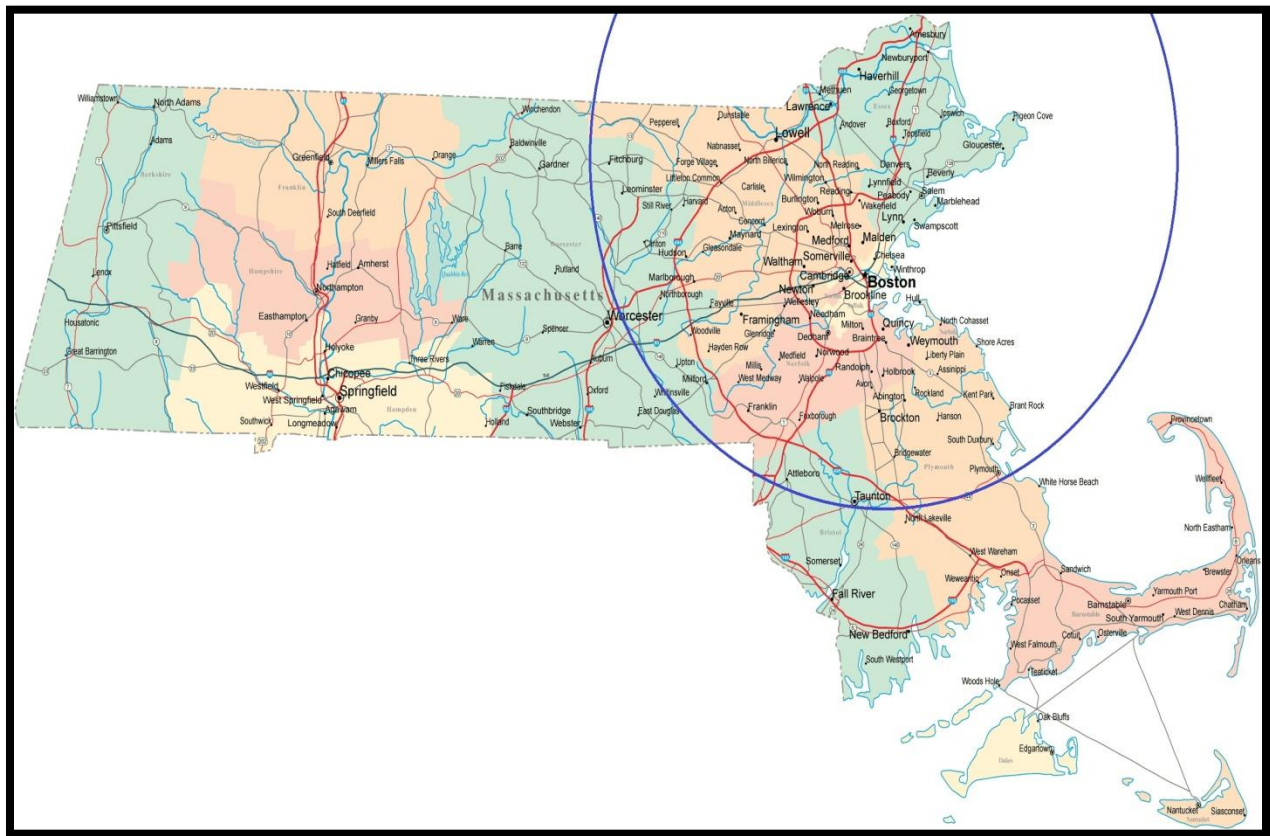 Amesbury
Newburyport
Haverhill
Methuen
Georgetown
Williamstown
North Adams
Winchendon
Lawrence
Essex
Dunstable
Pepperell
Andover
Boxford
Ipswich
Pigeon Cove
Adams
Baldwinville
Lowell
Topsfield
Nabnasset
Gloucester
Greenfield
Millers Falls
Orange
Gardner
Fitchburg
Forge Village
North Billerica
North Reading
Danvers
Berkshire
Littleton Common
Wilmington
Beverly
Franklin
Leominster
Carlisle
Reading
Lynnfield
Peabody
Salem
Still River
Harvard
Burlington
Wakefield
Marblehead
South Deerfield
Acton
Middlesex
Woburn
Lynn
Swampscott
Pittsfield
Concord
Lexington
Melrose
Maynard
Malden
Barre
Worcester
Clinton
Gleasondale
Medford
Hudson
Somerville
Chelsea
Hatfield
Amherst
Waltham
Winthrop
Lenox
Hampshire
Rutland
Marlborough
Cambridge
Boston
Northampton
Massachusetts
Northborough
Newton
Brookline
Fayville
Wellesley
Hull
Housatonic
Easthampton
Granby
Ware
Worcester
Framingham
Needham
Milton
Quincy
North Cohasset
Spencer
Woodville
Glenridge
Dedham
Braintree
Weymouth
Shore Acres
Great Barrington
Holyoke
Warren
Hayden Row
Medfield
Norwood
Liberty Plain
Three Rivers
Auburn
Upton
Millis
Norfolk
Randolph
Holbrook
Assinippi
Chicopee
West Medway
Walpole
Avon
Rockland
Kent Park
Westfield
Springfield
Fiskdale
Oxford
Whitinsville
Milford
Abington
West Springfield
Agawam
Hampden
Southbridge
East Douglas
Franklin
Foxborough
Brockton
Hanson
Brant Rock
Southwick
Longmeadow
Holland
Webster
South Duxbury
Provincetown
Bridgewater
Attleboro
Plymouth
Plymouth
Wellfleet
White Horse Beach
Taunton
North Lakeville
North Eastham
Bristol
West Wareham
Orleans
Somerset
Sandwich
Brewster
Weweantic
Onset
Fall River
Pocasset
Barnstable
Yarmouth Port
Chatham
Barnstable
South Yarmouth
West Dennis
New Bedford
Cotuit
Osterville
West Falmouth
South Westport
Teaticket
Woods Hole
Oak Bluffs
Edgartown
Dukes
Nantucket
Siasconset
Nantucket